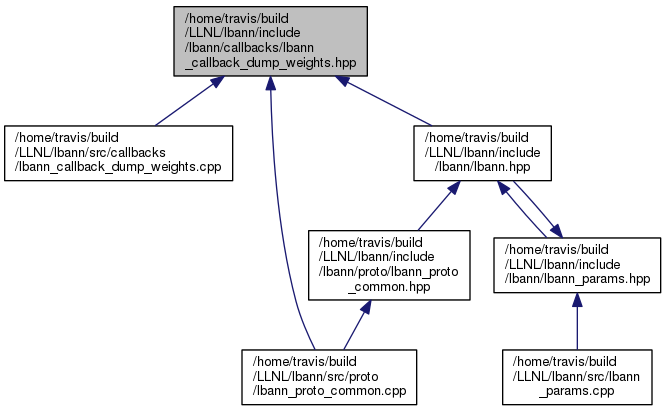 /home/travis/build
/LLNL/lbann/include
/lbann/callbacks/lbann
_callback_dump_weights.hpp
/home/travis/build
/LLNL/lbann/src/callbacks
/lbann_callback_dump_weights.cpp
/home/travis/build
/LLNL/lbann/include
/lbann/lbann.hpp
/home/travis/build
/LLNL/lbann/include
/lbann/proto/lbann_proto
_common.hpp
/home/travis/build
/LLNL/lbann/include
/lbann/lbann_params.hpp
/home/travis/build
/LLNL/lbann/src/proto
/lbann_proto_common.cpp
/home/travis/build
/LLNL/lbann/src/lbann
_params.cpp